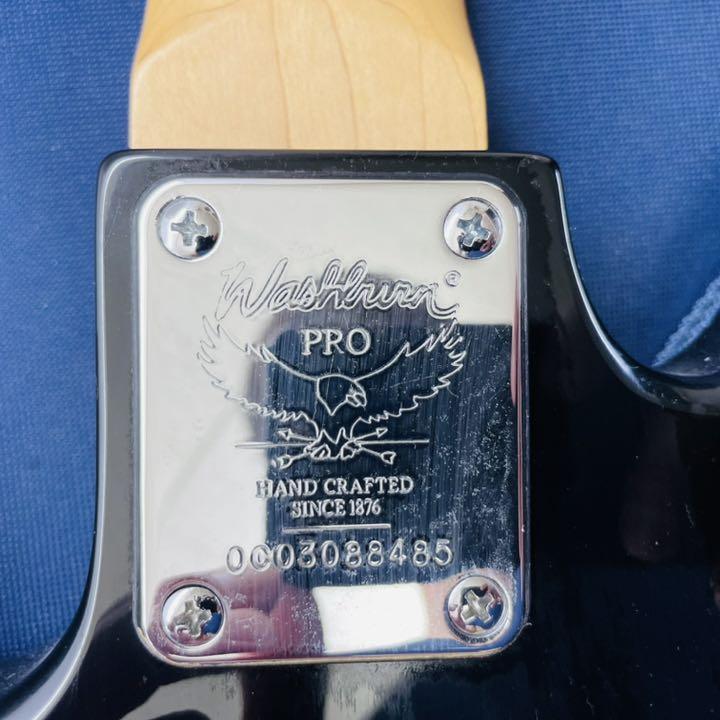 Washburn®
PRO
HAND CRAFTED
SINCE 1876
OC03088485